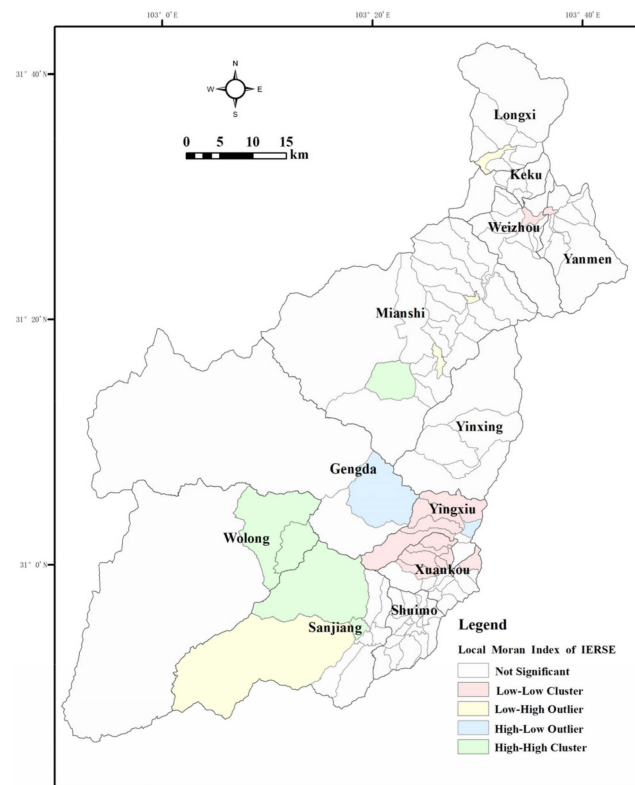 103° 0′E
103° 20′E
103° 40′E
31° 40′N
N
W
E
S
0 5 10 15
km
Longxi
Keku
Weizhou
Yanmen
31° 20′N
Mianshi
Yinxing
Gengda
Yingxiu
Wolong
31° 0′N
Xuankou
Shuimo
Sanjiang
Legend
Local Moran Index of IERSE
Not Significant
Low-Low Cluster
Low-High Outlier
High-Low Outlier
High-High Cluster